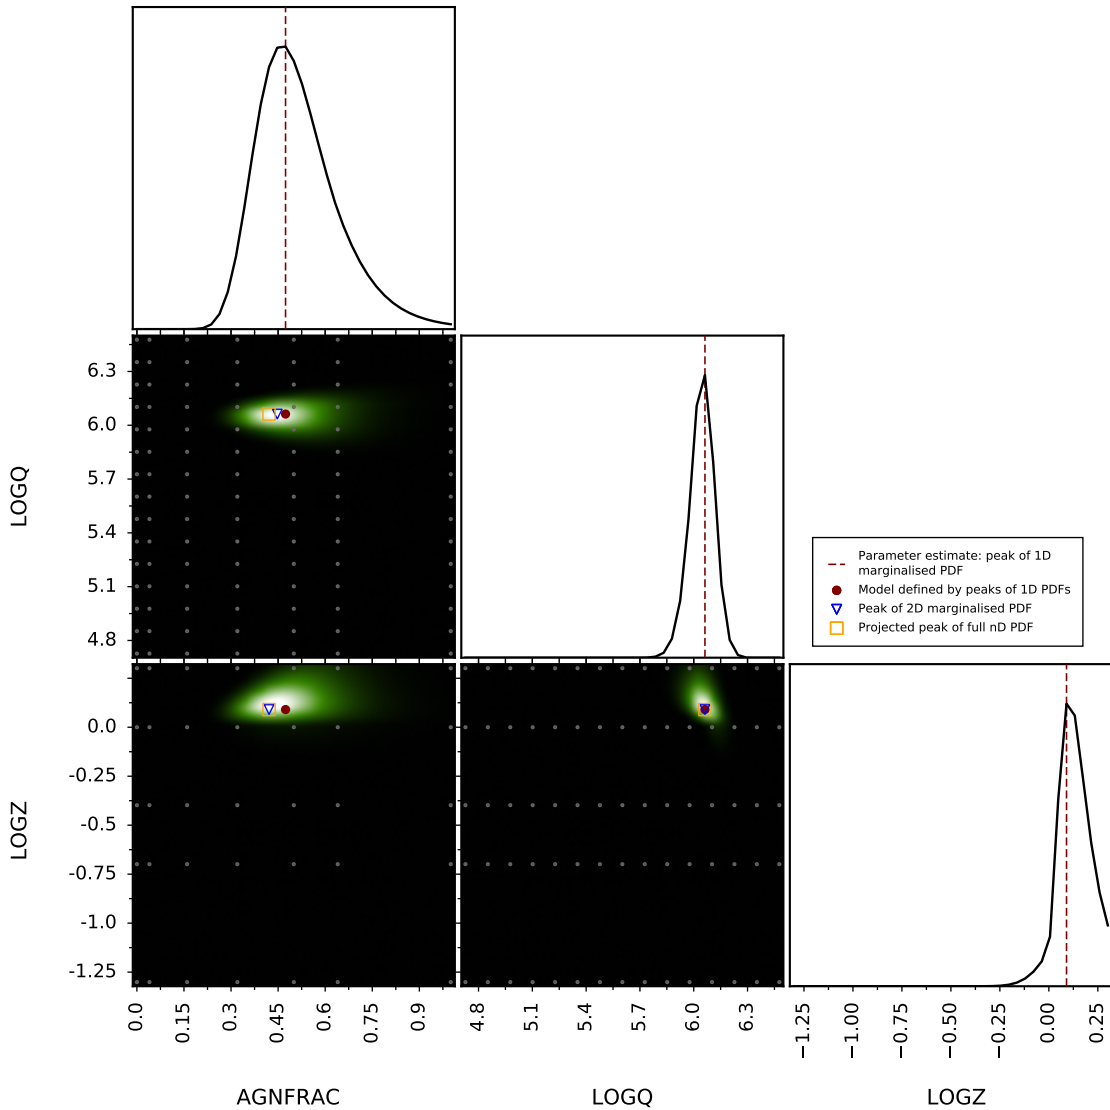 6.3
6.0
5.7
5.4
5.1
4.8
LOGQ
Parameter estimate: peak of 1D
marginalised PDF
Model defined by peaks of 1D PDFs
Peak of 2D marginalised PDF
Projected peak of full nD PDF
0.0
-0.25
-0.5
-0.75
-1.0
-1.25
LOGZ
0.0 0.15 0.3 0.45 0.6 0.75 0.9
4.8 5.1 5.4 5.7 6.0 6.3
−1.25 −1.00 −0.75 −0.50 −0.25 0.00 0.25
AGNFRAC
LOGQ
LOGZ